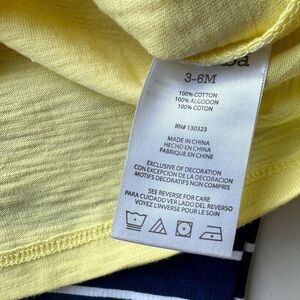 3-6M
100% COTTON
100% ALGODON
100% COTON
RN# 130323
MADE IN CHINA
HECHO EN CHINA
FABRIQUE EN CHINE
EXCLUSIVE OF DECORATION
CON EXCEPCION DE LA DECORACION
MOTIFS DECORATIFS NON COMPRIS
SEE REVERSE FOR CARE
PARA CUIDADO VER LADO DEL REVERSO
VOYEZ L'INVERSE POUR LE SOIN